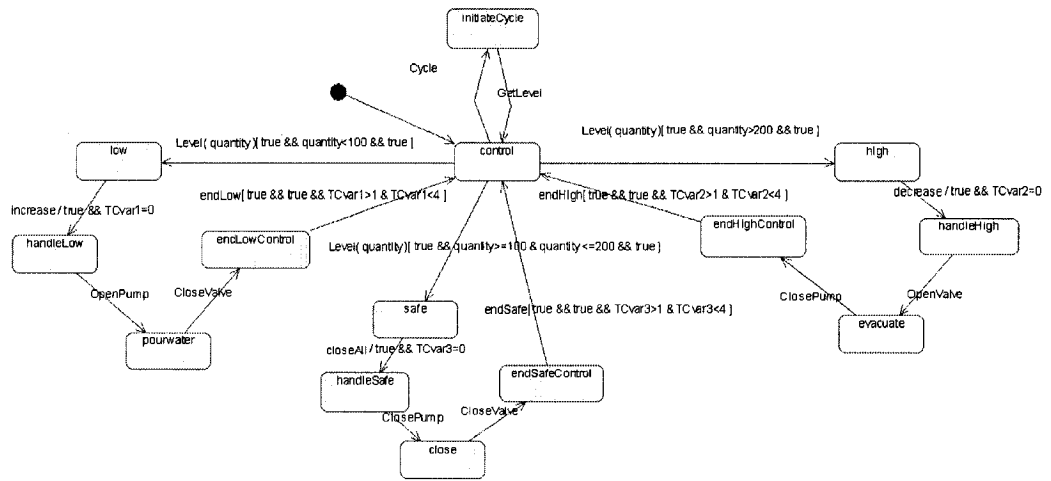 initiateCycle
Cycle
GetLevel
Level( quantity)[ true && quantity<100 && true ]
Level( quantity)[ true && quantity>200 && true ]
low
control
high
endLow[ true && true && TCvar1>1 & TCvar1<4 ]
endHigh[ true && true && TCvar2>1 & TCvar2<4 ]
decrease / true && TCvar2=0
increase / true && TCvar1=0
handleLow
endLowControl
Level( quantity)[ true && quantity>=100 & quantity<=200 && true ]
endHighControl
handleHigh
OpenPump
CloseValve
ClosePump
OpenValve
safe
endSafe[ true && true && TCvar3>1 & TCvar3<4 ]
evacuate
pourwater
closeAll / true && TCvar3=0
handleSafe
endSafeControl
ClosePump
CloseValve
close